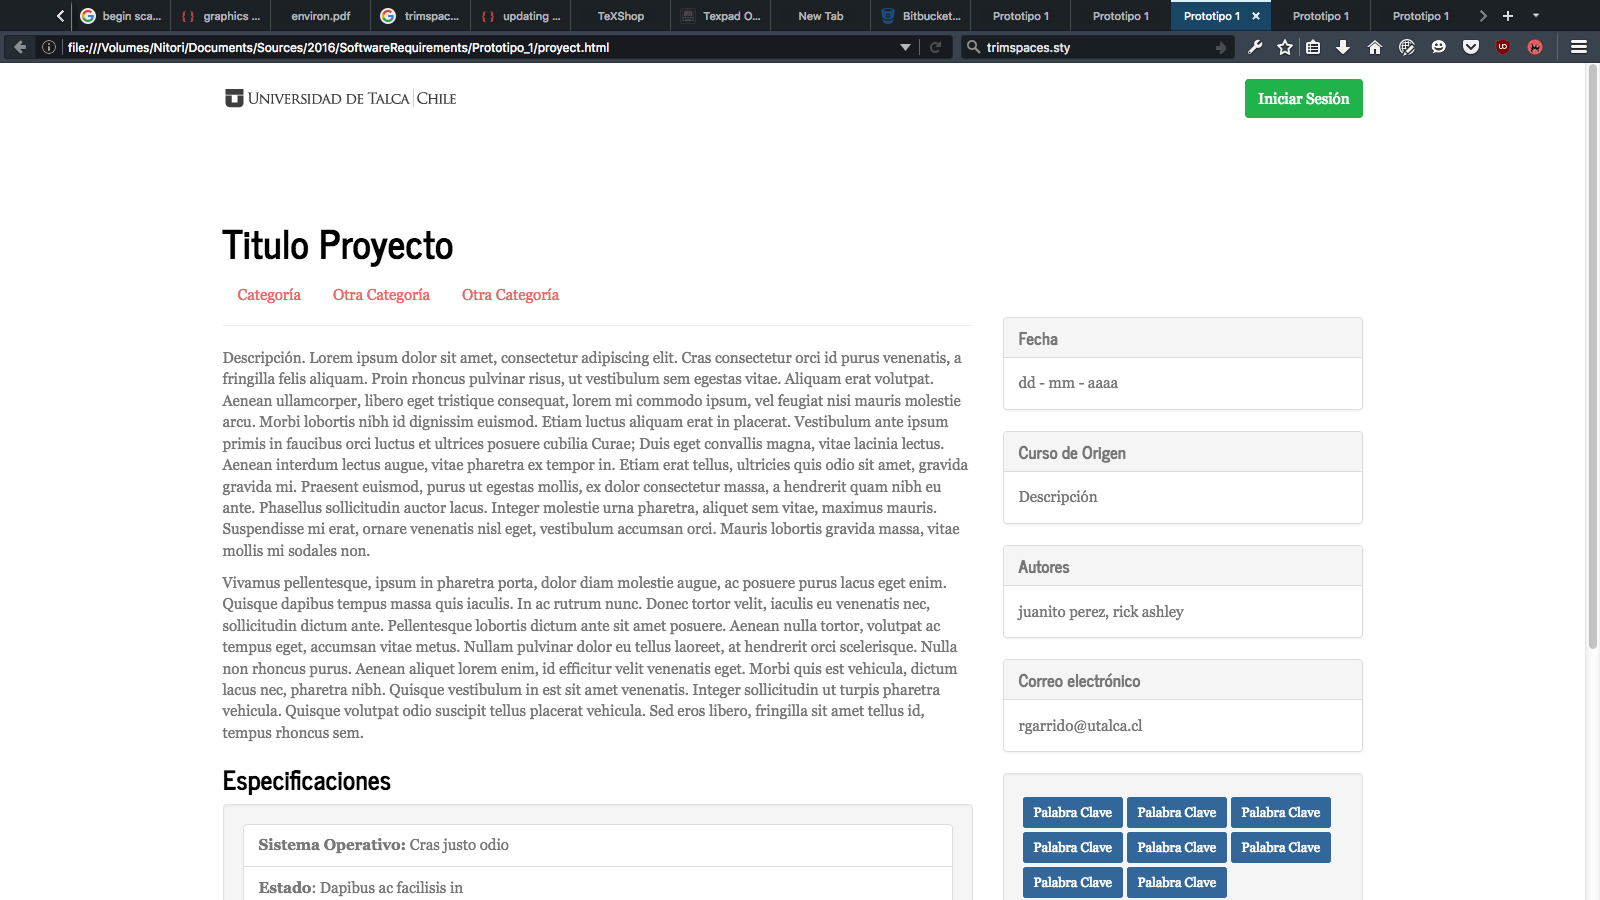 begin sca...
graphics ...
environ.pdf
trimspac...
updating ...
TeXShop
Texpad O...
New Tab
Bitbucket...
Prototipo 1
Prototipo 1
Prototipo 1
Prototipo 1
Prototipo 1
file:///Volumes/Nitori/Documents/Sources/2016/SoftwareRequirements/Prototipo_1/proyect.html
trimspaces.sty
UNIVERSIDAD DE TALCA | CHILE
Iniciar Sesión
Titulo Proyecto
Categoría Otra Categoría Otra Categoría
Descripción. Lorem ipsum dolor sit amet, consectetur adipiscing elit. Cras consectetur orci id purus venenatis, a
fringilla felis aliquam. Proin rhoncus pulvinar risus, ut vestibulum sem egestas vitae. Aliquam erat volutpat.
Aenean ullamcorper, libero eget tristique consequat, lorem mi commodo ipsum, vel feugiat nisi mauris molestie
arcu. Morbi lobortis nibh id dignissim euismod. Etiam luctus aliquam erat in placerat. Vestibulum ante ipsum
primis in faucibus orci luctus et ultrices posuere cubilia Curae; Duis eget convallis magna, vitae lacinia lectus.
Aenean interdum lectus augue, vitae pharetra ex tempor in. Etiam erat tellus, ultricies quis odio sit amet, gravida
gravida mi. Praesent euismod, purus ut egestas mollis, ex dolor consectetur massa, a hendrerit quam nibh eu
ante. Phasellus sollicitudin auctor lacus. Integer molestie urna pharetra, aliquet sem vitae, maximus mauris.
Suspendisse mi erat, ornare venenatis nisl eget, vestibulum accumsan orci. Mauris lobortis gravida massa, vitae
mollis mi sodales non.
Vivamus pellentesque, ipsum in pharetra porta, dolor diam molestie augue, ac posuere purus lacus eget enim.
Quisque dapibus tempus massa quis iaculis. In ac rutrum nunc. Donec tortor velit, iaculis eu venenatis nec,
sollicitudin dictum ante. Pellentesque lobortis dictum ante sit amet posuere. Aenean nulla tortor, volutpat ac
tempus eget, accumsan vitae metus. Nullam pulvinar dolor eu tellus laoreet, at hendrerit orci scelerisque. Nulla
non rhoncus purus. Aenean aliquet lorem enim, id efficitur velit venenatis eget. Morbi quis est vehicula, dictum
lacus nec, pharetra nibh. Quisque vestibulum in est sit amet venenatis. Integer sollicitudin ut turpis pharetra
vehicula. Quisque volutpat odio suscipit tellus placerat vehicula. Sed eros libero, fringilla sit amet tellus id,
tempus rhoncus sem.
Especificaciones
Sistema Operativo: Cras justo odio
Estado: Dapibus ac facilisis in
Fecha
dd - mm - aaaa
Curso de Origen
Descripción
Autores
juanito perez, rick ashley
Correo electrónico
rgarrido@utalca.cl
Palabra Clave Palabra Clave Palabra Clave
Palabra Clave Palabra Clave Palabra Clave
Palabra Clave Palabra Clave